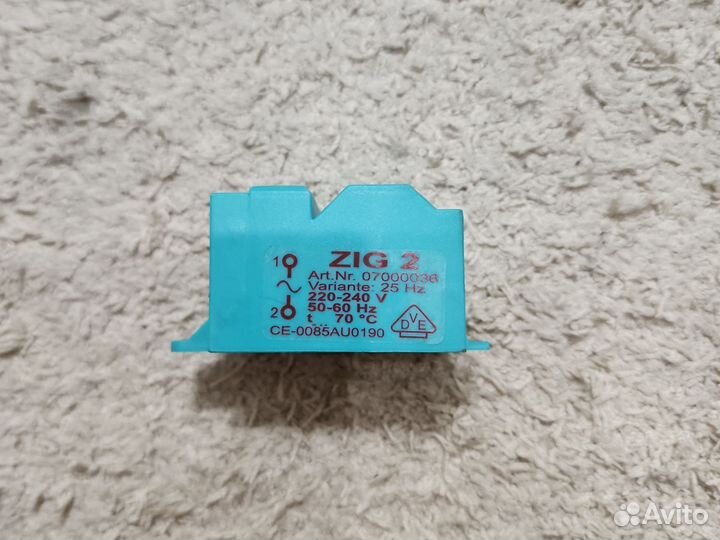 ZIG 2
Art.Nr. 07000036
Variante: 25 Hz
220-240 V
50-60 Hz
t 70 °C
CE-0085AU0190
1
~
2
DVE
Avito